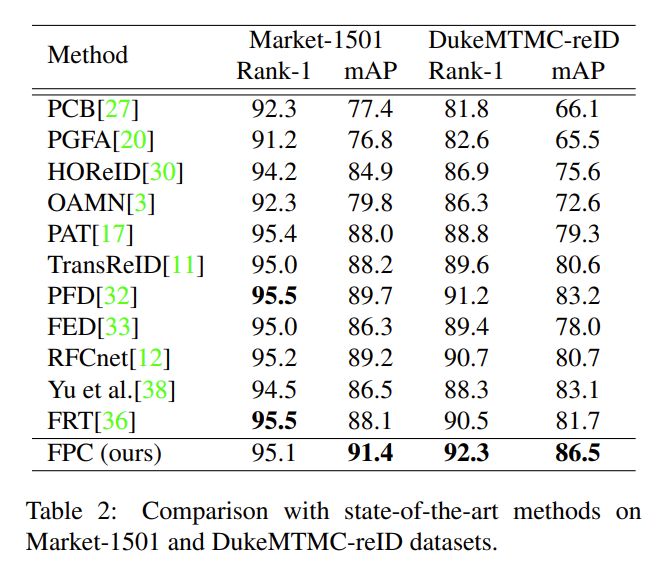 Method Market-1501 DukeMTMC-reID
Rank-1 mAP Rank-1 mAP
PCB[27] 92.3 77.4 81.8 66.1
PGFA[20] 91.2 76.8 82.6 65.5
HOReID[30] 94.2 84.9 86.9 75.6
OAMN[3] 92.3 79.8 86.3 72.6
PAT[17] 95.4 88.0 88.8 79.3
TransReID[11] 95.0 88.2 89.6 80.6
PFD[32] 95.5 89.7 91.2 83.2
FED[33] 95.0 86.3 89.4 78.0
RFCnet[12] 95.2 89.2 90.7 80.7
Yu et al.[38] 94.5 86.5 88.3 83.1
FRT[36] 95.5 88.1 90.5 81.7
FPC (ours) 95.1 91.4 92.3 86.5
Table 2: Comparison with state-of-the-art methods on
Market-1501 and DukeMTMC-reID datasets.